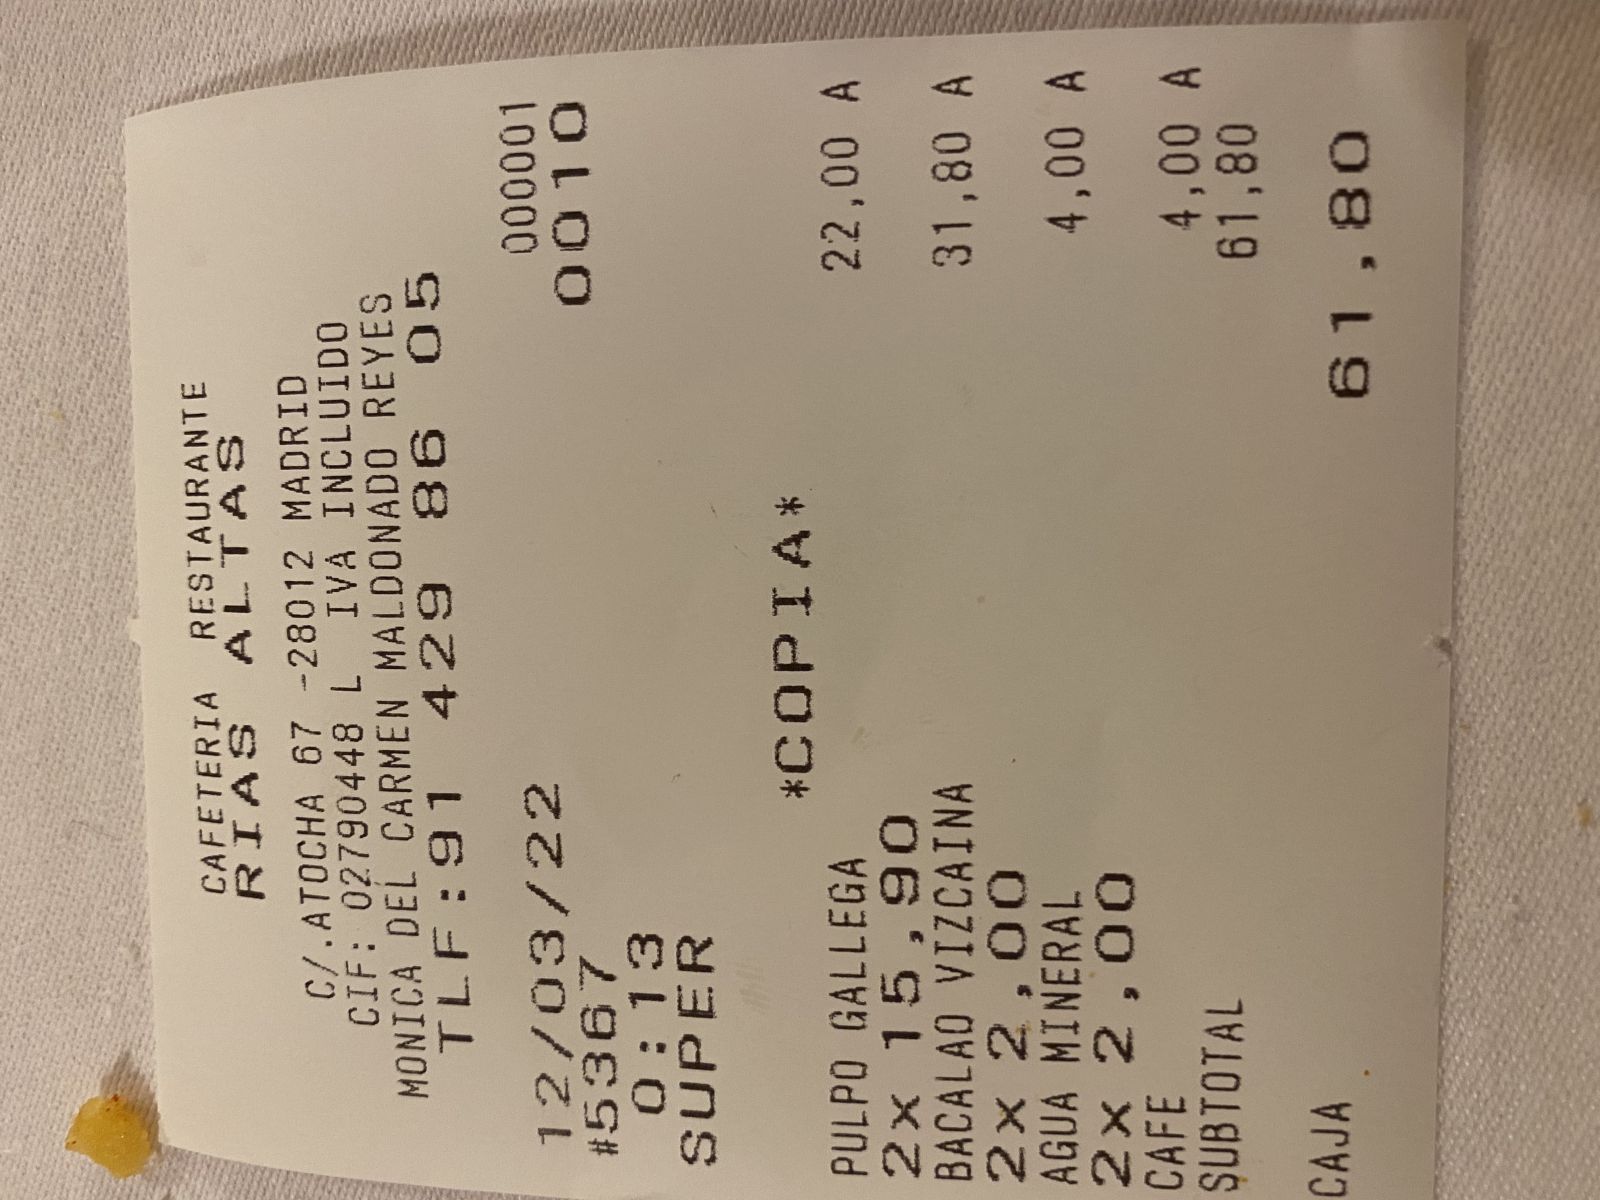 CAFETERIA RESTAURANTE
RIAS ALTAS
C/.ATOCHA 67 -28012 MADRID
CIF: 02790448 L IVA INCLUIDO
MONICA DEL CARMEN MALDONADO REYES
TLF:91 429 86 05
12/03/22 000001
#5367 0010
0:13
SUPER
*COPIA*
PULPO GALLEGA 22,00 A
2x 15,90
BACALAO VIZCAINA 31,80 A
2x 2,00
AGUA MINERAL 4,00 A
2x 2,00
CAFE 4,00 A
SUBTOTAL 61,80
CAJA 61,80